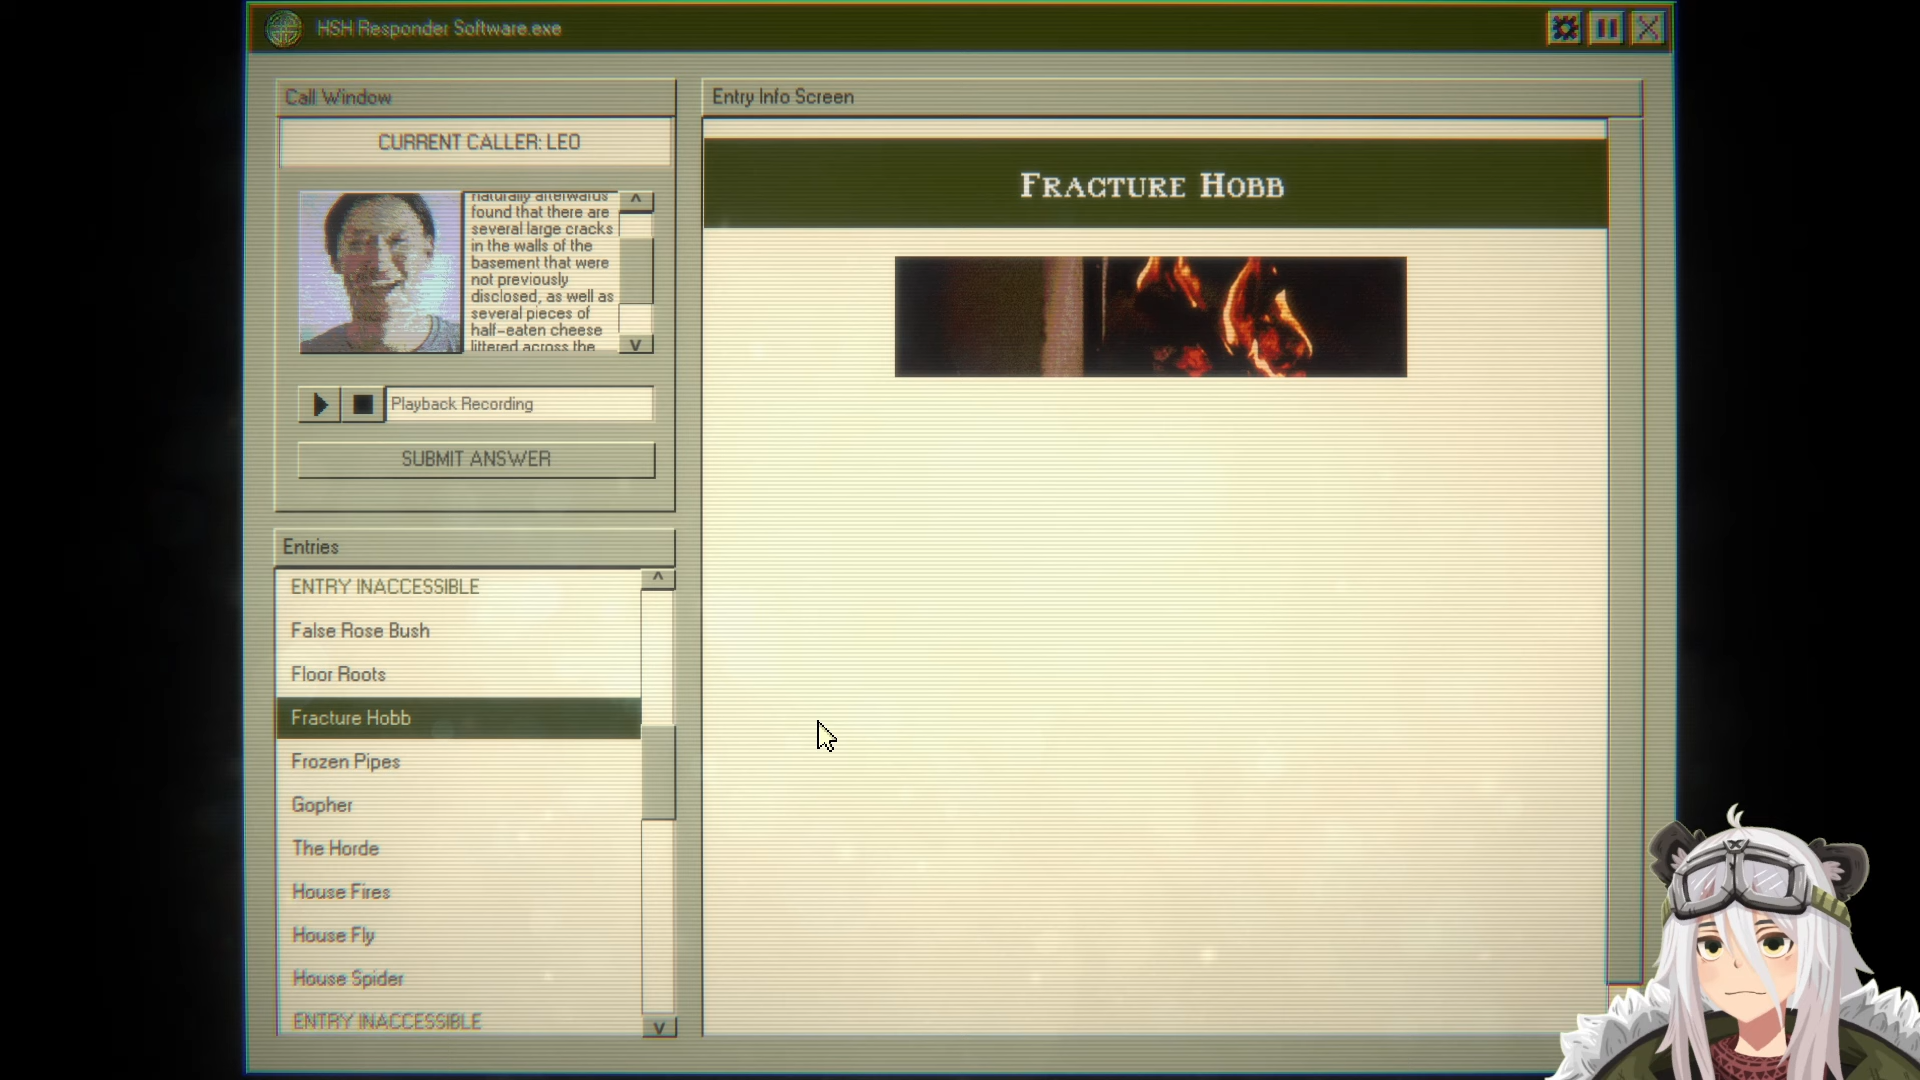 HSH Responder Software.exe
Call Window
CURRENT CALLER: LEO
naturally afterwards
found that there are
several large cracks
in the walls of the
basement that were
not previously
disclosed, as well as
several pieces of
half-eaten cheese
littered across the
Playback Recording
SUBMIT ANSWER
Entries
ENTRY INACCESSIBLE
False Rose Bush
Floor Roots
Fracture Hobb
Frozen Pipes
Gopher
The Horde
House Fires
House Fly
House Spider
ENTRY INACCESSIBLE
Entry Info Screen
Fracture Hobb